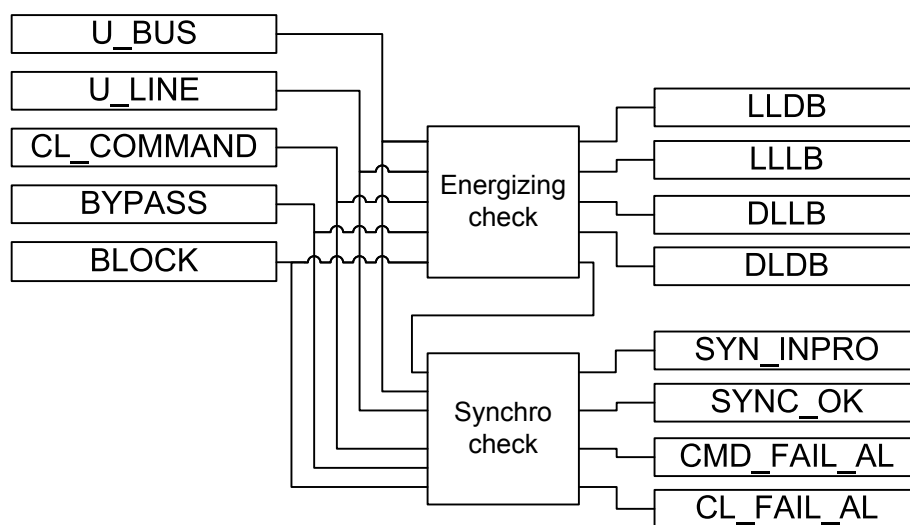 U_BUS
U_LINE
CL_COMMAND
BYPASS
BLOCK
Energizing
check
LLDB
LLLB
DLLB
DLDB
Synchro
check
SYN_INPRO
SYNC_OK
CMD_FAIL_AL
CL_FAIL_AL